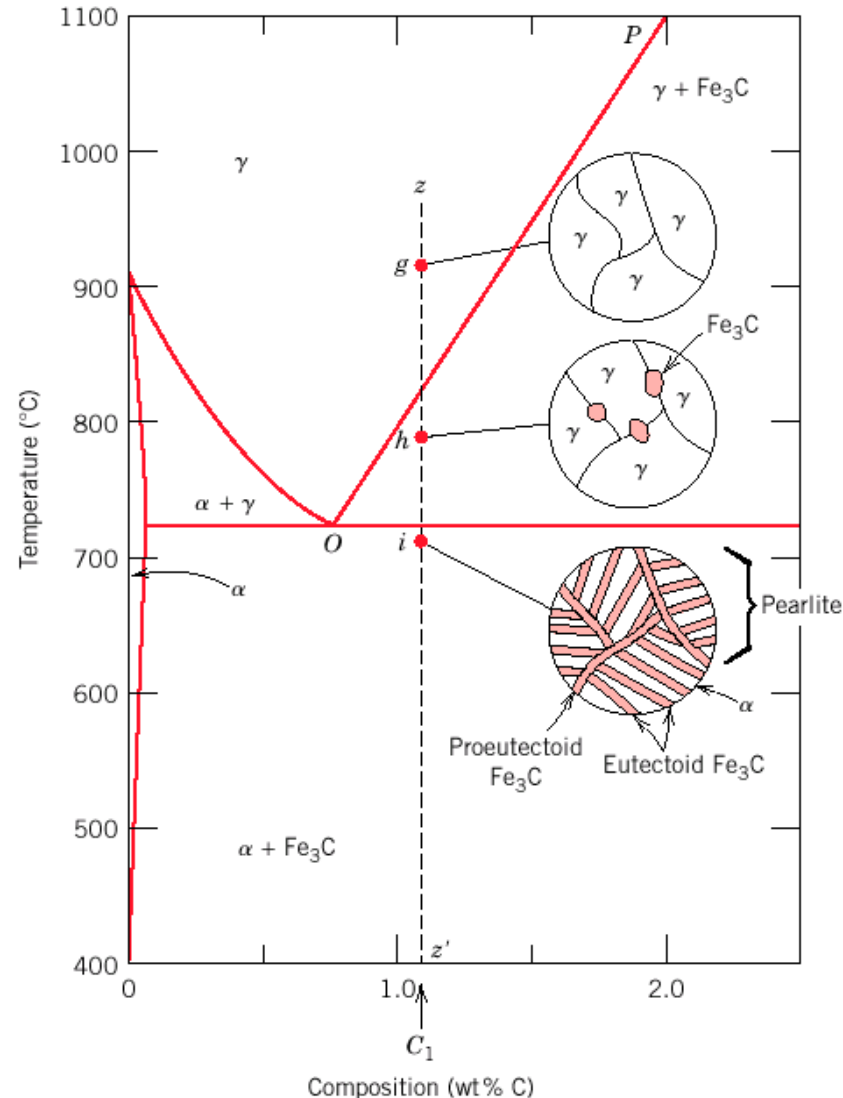 1100
P
γ + Fe₃C
1000
γ
z
γ
γ
γ
γ
g
900
Fe₃C
γ
γ
γ
γ
800
h
Temperature (°C)
α + γ
O
i
700
α
Pearlite
600
α
Proeutectoid
Fe₃C
Eutectoid Fe₃C
500
α + Fe₃C
z'
400
0
1.0
2.0
C₁
Composition (wt% C)